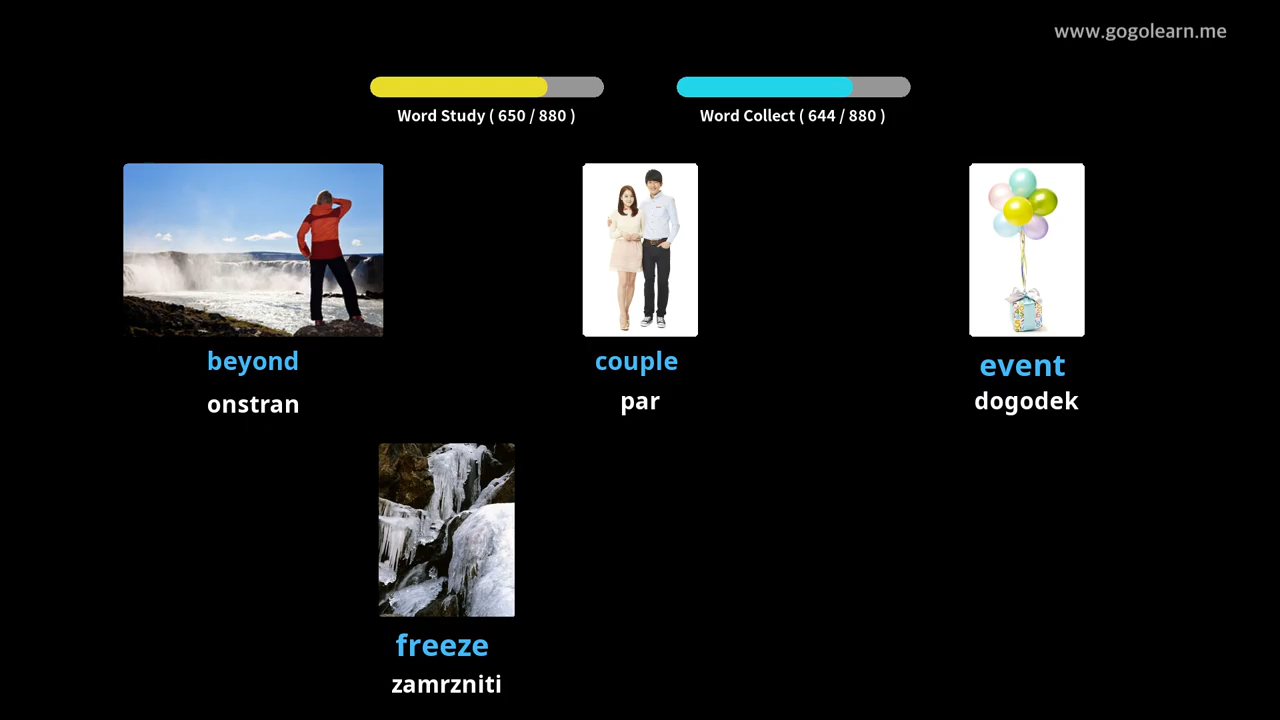 www.gogolearn.me
Word Study ( 650 / 880 )
Word Collect ( 644 / 880 )
beyond
couple
event
onstran
par
dogodek
freeze
zamrzniti